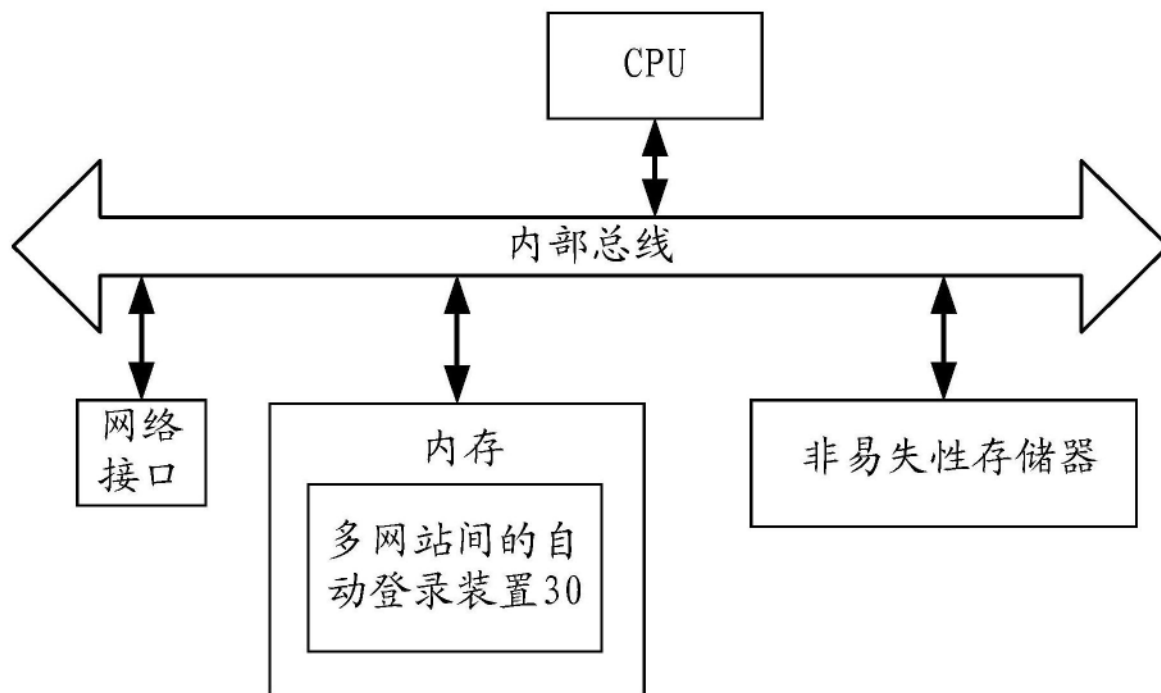 CPU
内部总线
网络
接口
内存
非易失性存储器
多网站间的自
动登录装置30